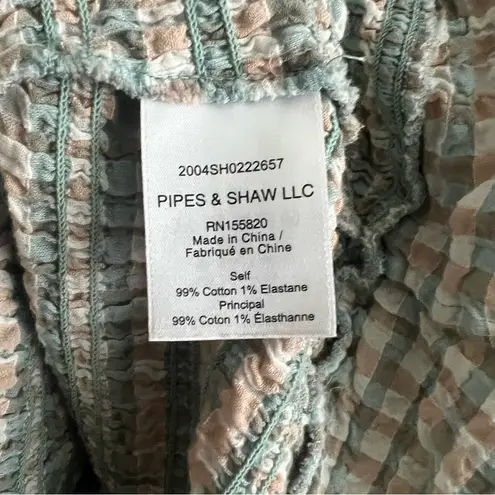 2004SH0222657
PIPES & SHAW LLC
RN155820
Made in China /
Fabriqué en Chine
Self
99% Cotton 1% Elastane
Principal
99% Cotton 1% Élasthanne